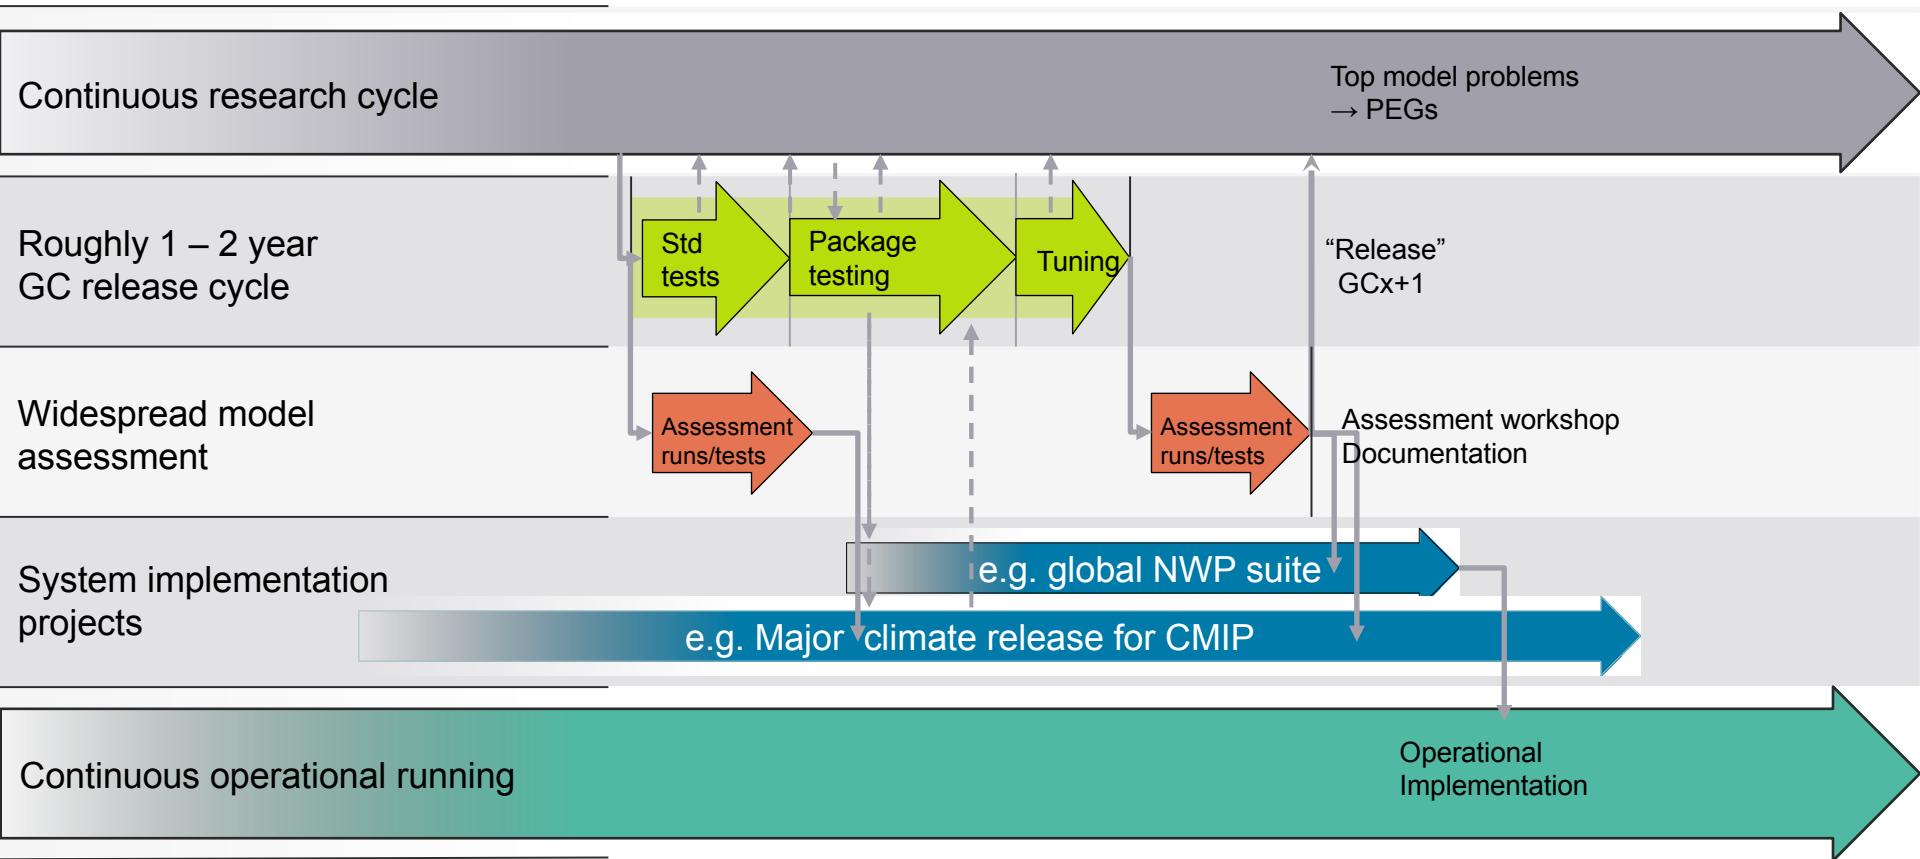 Continuous research cycle
Top model problems
→ PEGs
Roughly 1 – 2 year
GC release cycle
Std
tests
Package
testing
Tuning
“Release”
GCx+1
Widespread model
assessment
Assessment
runs/tests
Assessment
runs/tests
Assessment workshop
Documentation
System implementation
projects
e.g. global NWP suite
e.g. Major climate release for CMIP
Continuous operational running
Operational
Implementation